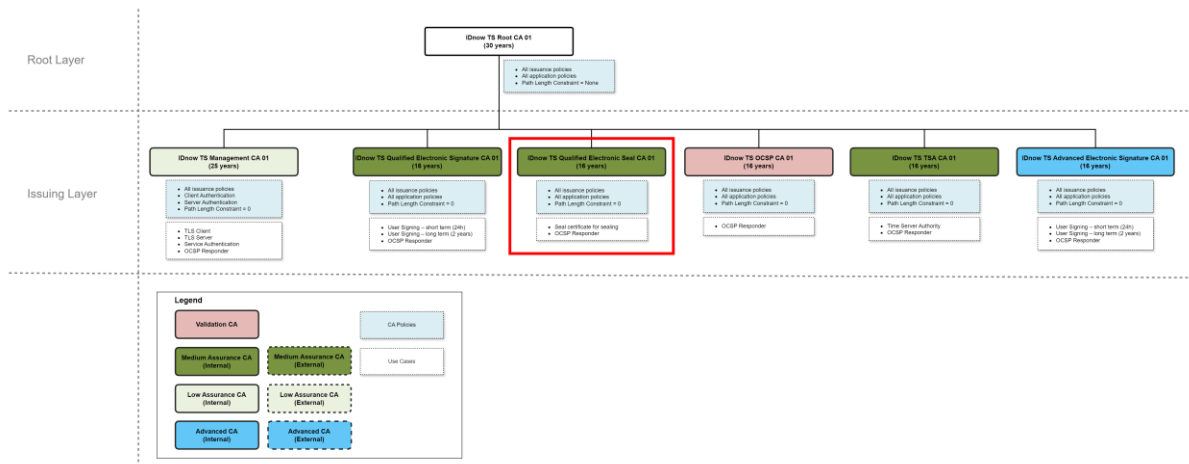 IDnow TS Root CA 01
(30 years)
Root Layer
All issuance policies
All application policies
Path Length Constraint = None
IDnow TS Management CA 01
(25 years)
IDnow TS Qualified Electronic Signature CA 01
(16 years)
IDnow TS Qualified Electronic Seal CA 01
(16 years)
IDnow TS OCSP CA 01
(16 years)
IDnow TS TSA CA 01
(16 years)
IDnow TS Advanced Electronic Signature CA 01
(16 years)
Issuing Layer
All issuance policies
Client Authentication
Server Authentication
Path Length Constraint = 0
All issuance policies
All application policies
Path Length Constraint = 0
All issuance policies
All application policies
Path Length Constraint = 0
All issuance policies
All application policies
Path Length Constraint = 0
All issuance policies
All application policies
Path Length Constraint = 0
All issuance policies
All application policies
Path Length Constraint = 0
TLS Client
TLS Server
Service Authentication
OCSP Responder
User Signing – short term (24h)
User Signing – long term (2 years)
OCSP Responder
Seal certificate for sealing
OCSP Responder
OCSP Responder
Time Server Authority
OCSP Responder
User Signing – short term (24h)
User Signing – long term (2 years)
OCSP Responder
Legend
Validation CA
CA Policies
Medium Assurance CA
(Internal)
Medium Assurance CA
(External)
Use Cases
Low Assurance CA
(Internal)
Low Assurance CA
(External)
Advanced CA
(Internal)
Advanced CA
(External)